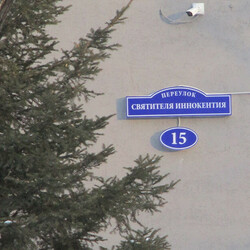 ПЕРЕУЛОК
СВЯТИТЕЛЯ ИННОКЕНТИЯ
15